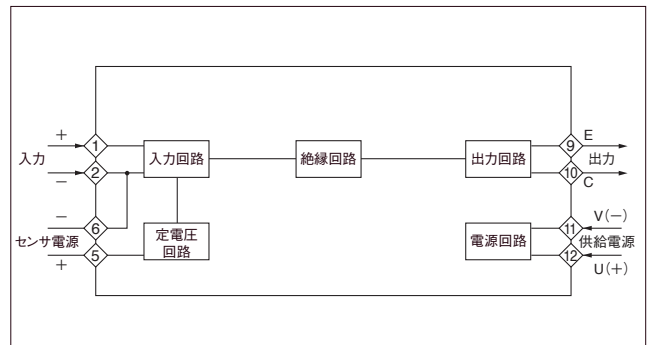 +
1
入力
2
−
入力回路
絶縁回路
出力回路
9
E
出力
10
C
−
6
センサ電源
5
+
定電圧
回路
電源回路
11
V(−)
供給電源
12
U(+)